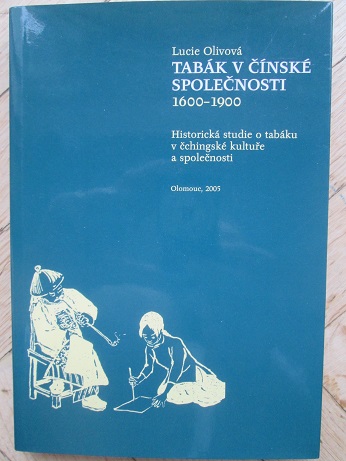 Lucie Olivová
TABÁK V ČÍNSKÉ
SPOLEČNOSTI
1600–1900
Historická studie o tabáku
v čchingské kultuře
a společnosti
Olomouc, 2005